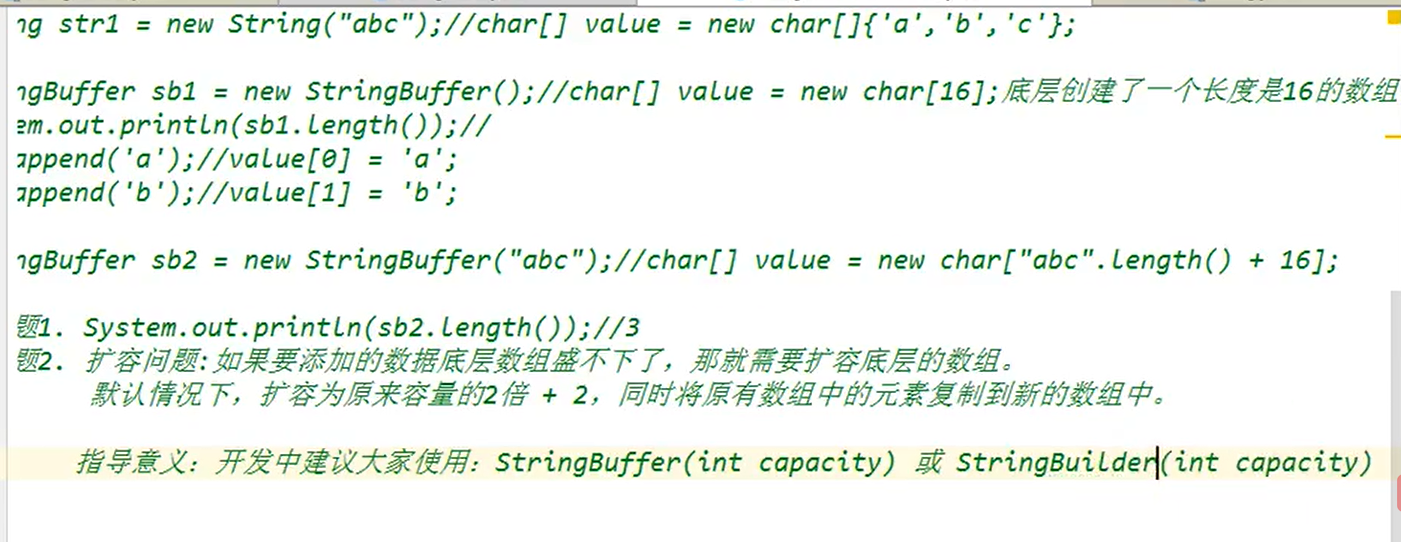 ng str1 = new String("abc");//char[] value = new char[]{'a','b','c'};
ngBuffer sb1 = new StringBuffer();//char[] value = new char[16];底层创建了一个长度是16的数组
em.out.println(sb1.length());//
append('a');//value[0] = 'a';
append('b');//value[1] = 'b';
ngBuffer sb2 = new StringBuffer("abc");//char[] value = new char["abc".length() + 16];
题1. System.out.println(sb2.length());//3
题2. 扩容问题:如果要添加的数据底层数组盛不下了，那就需要扩容底层的数组。
默认情况下，扩容为原来容量的2倍 + 2，同时将原有数组中的元素复制到新的数组中。
指导意义：开发中建议大家使用：StringBuffer(int capacity) 或 StringBuilder(int capacity)